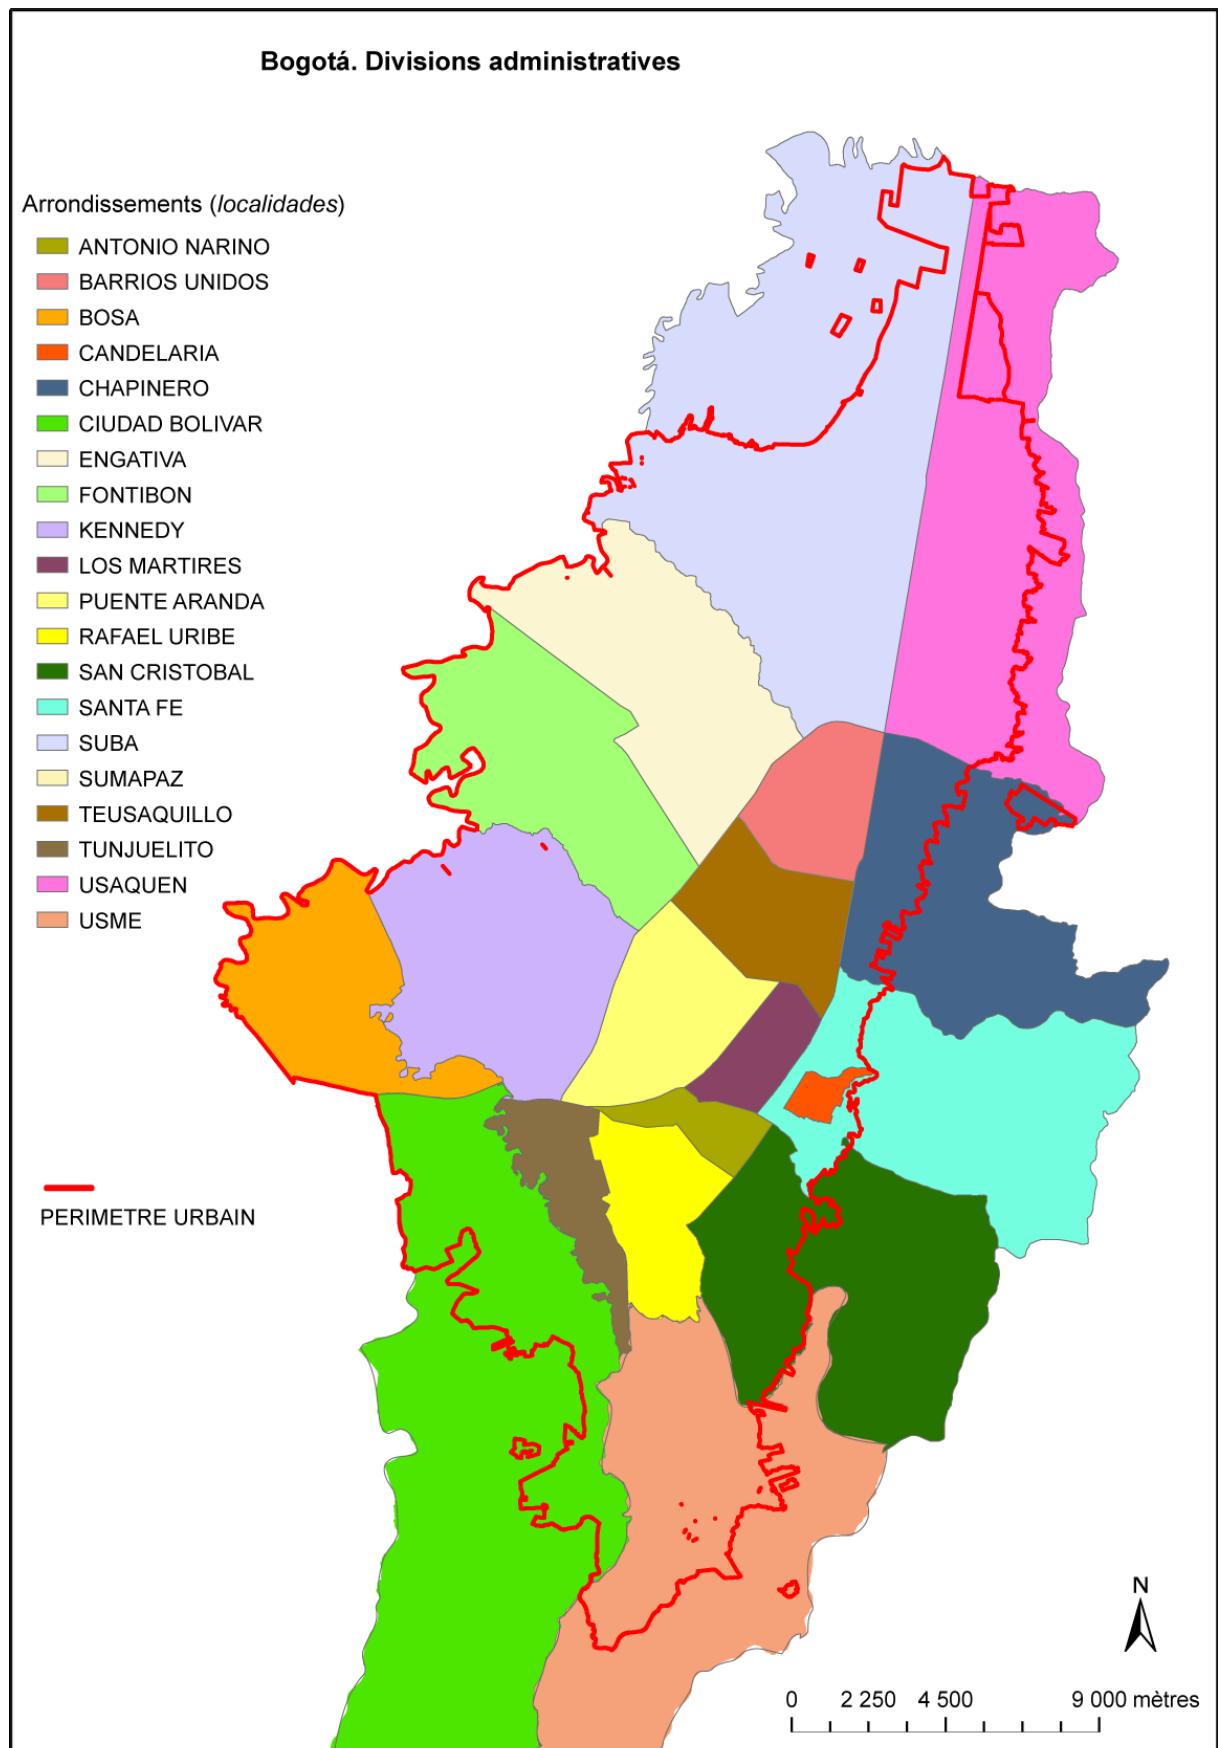 Bogotá. Divisions administratives
Arrondissements (localidades)
ANTONIO NARINO
BARRIOS UNIDOS
BOSA
CANDELARIA
CHAPINERO
CIUDAD BOLIVAR
ENGATIVA
FONTIBON
KENNEDY
LOS MARTIRES
PUENTE ARANDA
RAFAEL URIBE
SAN CRISTOBAL
SANTA FE
SUBA
SUMAPAZ
TEUSAQUILLO
TUNJUELITO
USAQUEN
USME
PERIMETRE URBAIN
N
0 2 250 4 500 9 000 mètres